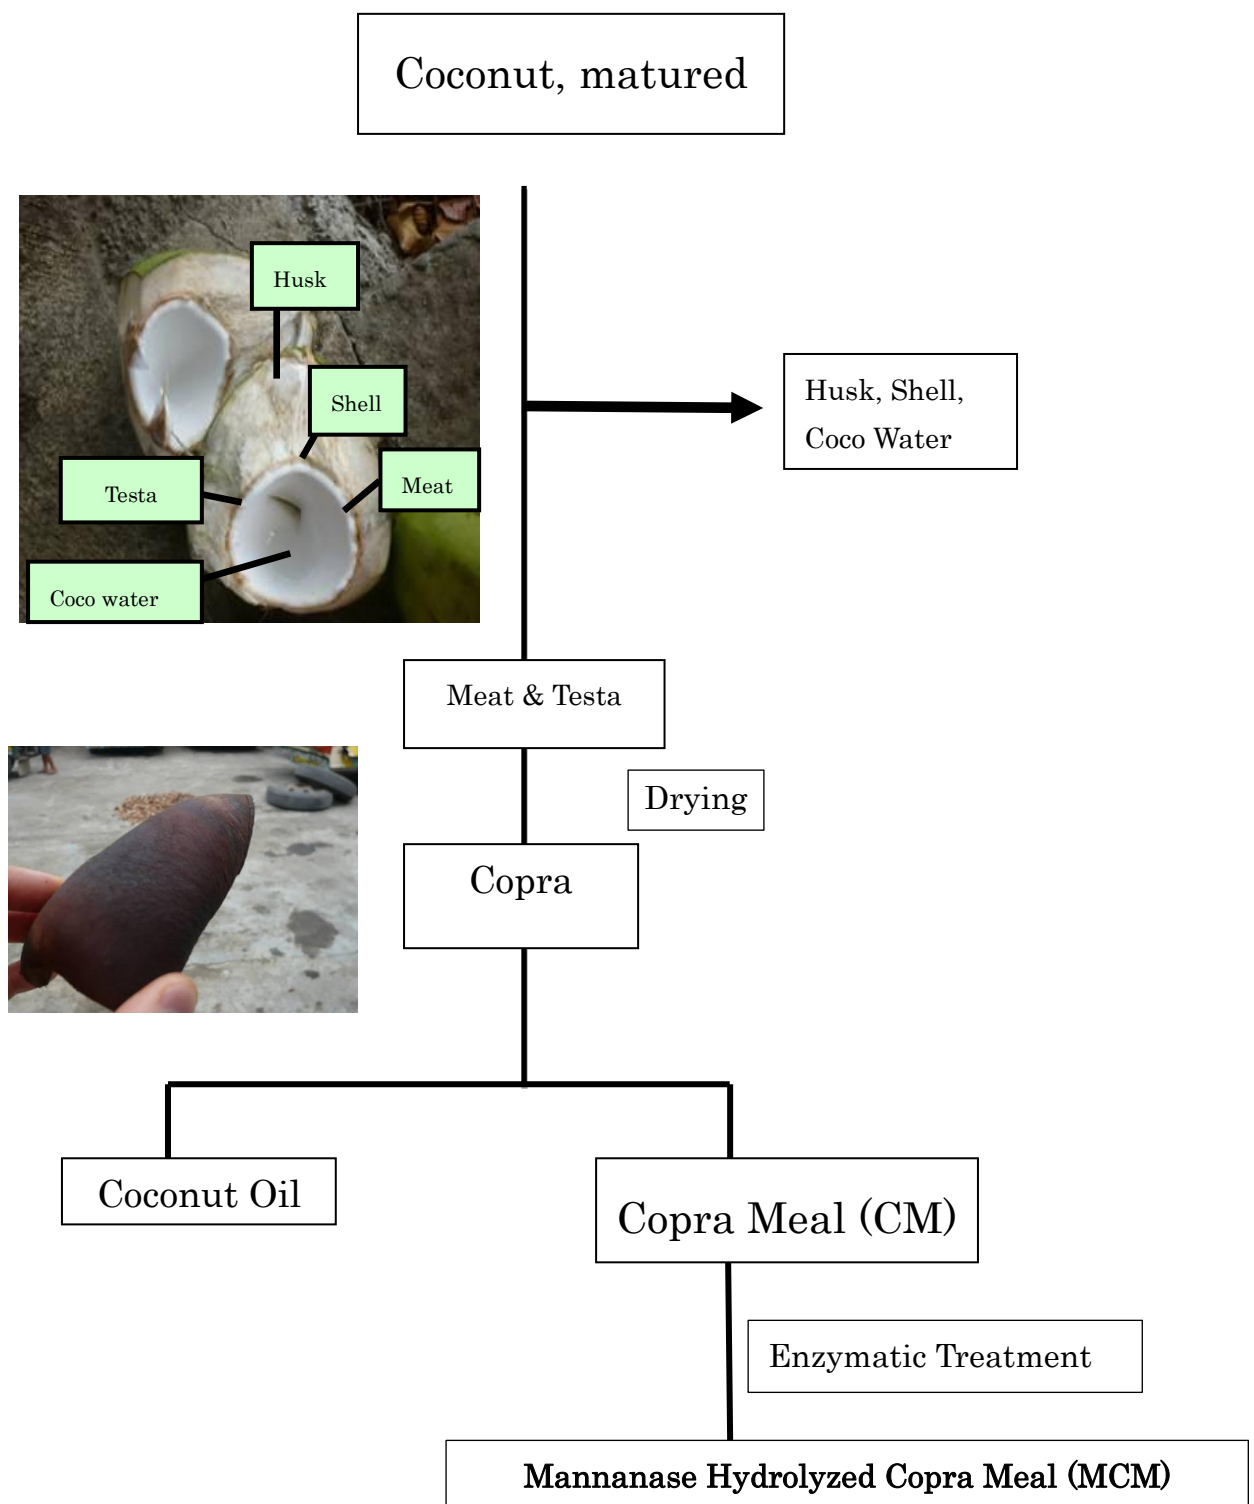 Coconut, matured
Husk
Shell
Testa
Meat
Coco water
Husk, Shell,
Coco Water
Meat & Testa
Drying
Copra
Coconut Oil
Copra Meal (CM)
Enzymatic Treatment
Mannanase Hydrolyzed Copra Meal (MCM)